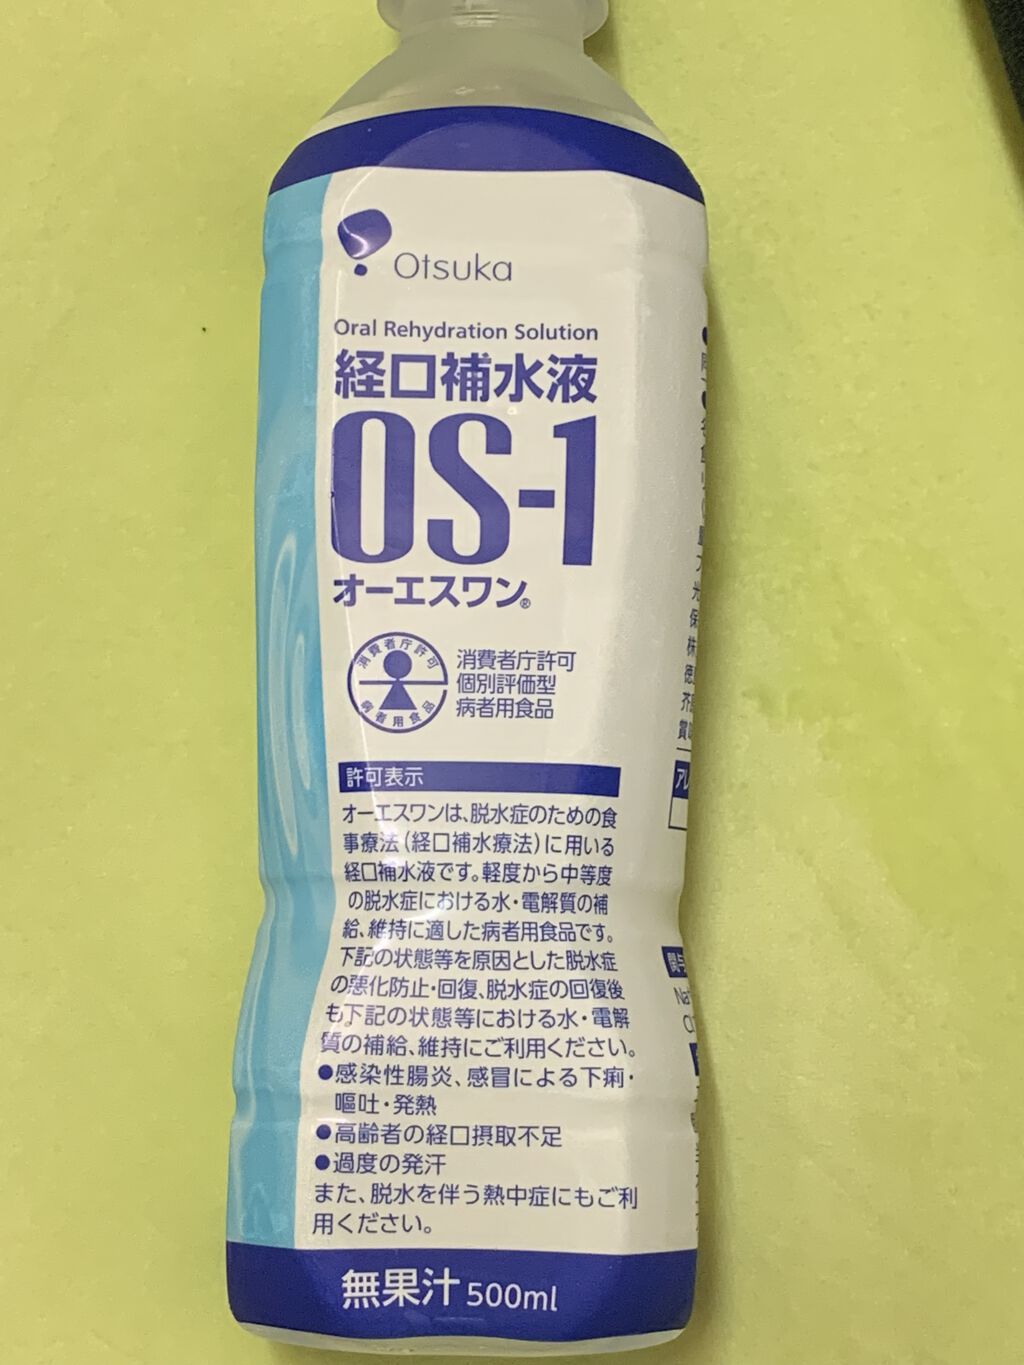 Otsuka
Oral Rehydration Solution
経口補水液
OS-1
オーエスワン®
消費者庁許可
病者用食品
消費者庁許可
個別評価型
病者用食品
許可表示
オーエスワンは、脱水症のための食
事療法(経口補水療法)に用いる
経口補水液です。軽度から中等度
の脱水症における水・電解質の補
給、維持に適した病者用食品です。
下記の状態等を原因とした脱水症
の悪化防止・回復、脱水症の回復後
も下記の状態等における水・電解
質の補給、維持にご利用ください。
●感染性腸炎、感冒による下痢・
嘔吐・発熱
●高齢者の経口摂取不足
●過度の発汗
また、脱水を伴う熱中症にもご利
用ください。
無果汁 500ml